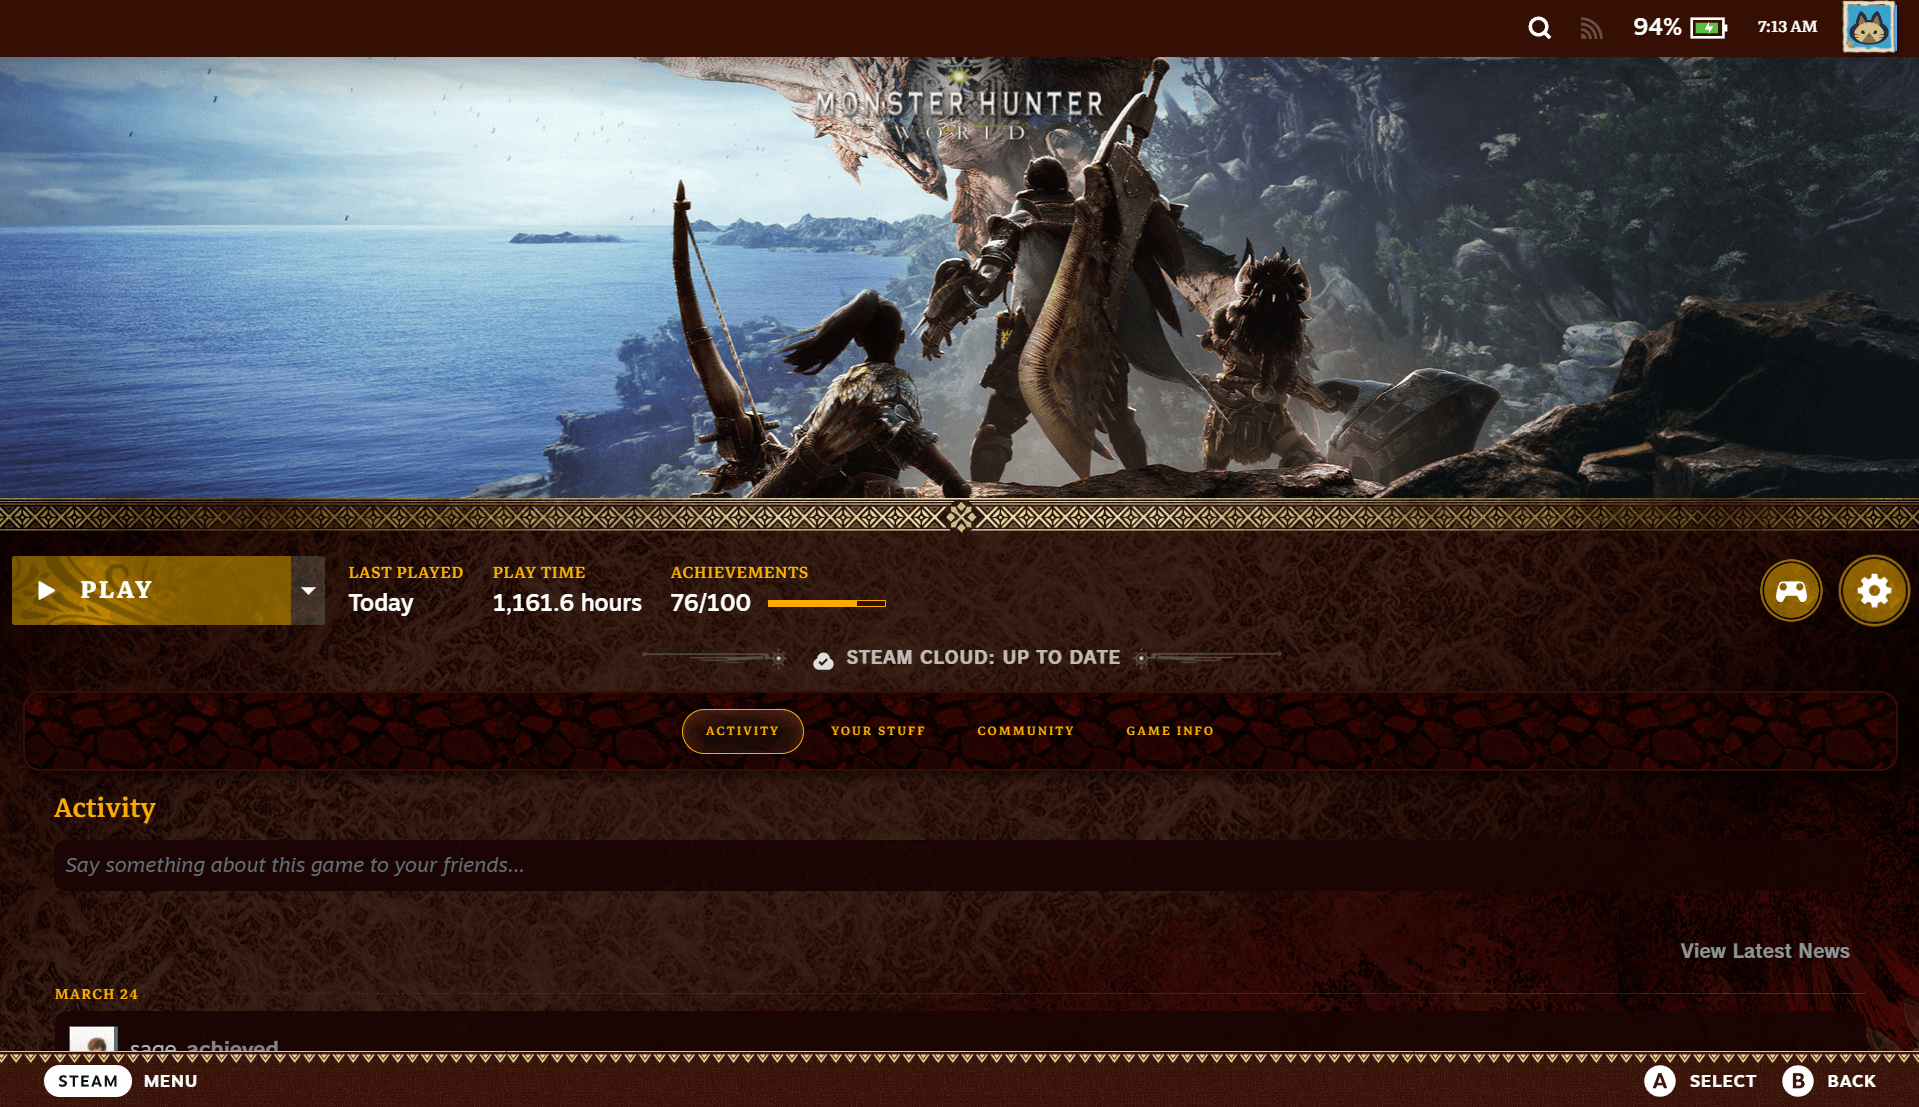 94%
7:13 AM
MONSTER HUNTER
WORLD
PLAY
LAST PLAYED
Today
PLAY TIME
1,161.6 hours
ACHIEVEMENTS
76/100
STEAM CLOUD: UP TO DATE
ACTIVITY YOUR STUFF COMMUNITY GAME INFO
Activity
Say something about this game to your friends...
View Latest News
MARCH 24
sage achieved
STEAM MENU
A SELECT B BACK